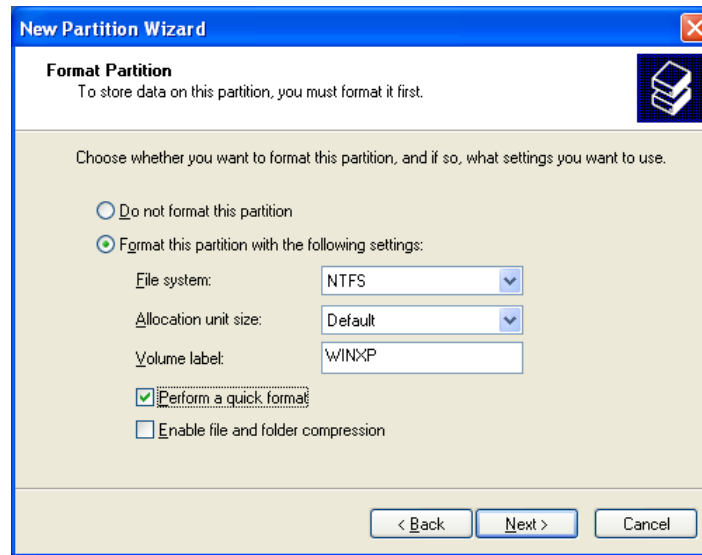 New Partition Wizard
Format Partition
To store data on this partition, you must format it first.
Choose whether you want to format this partition, and if so, what settings you want to use.
Do not format this partition
Format this partition with the following settings:
File system: NTFS
Allocation unit size: Default
Volume label: WINXP
Perform a quick format
Enable file and folder compression
< Back Next > Cancel